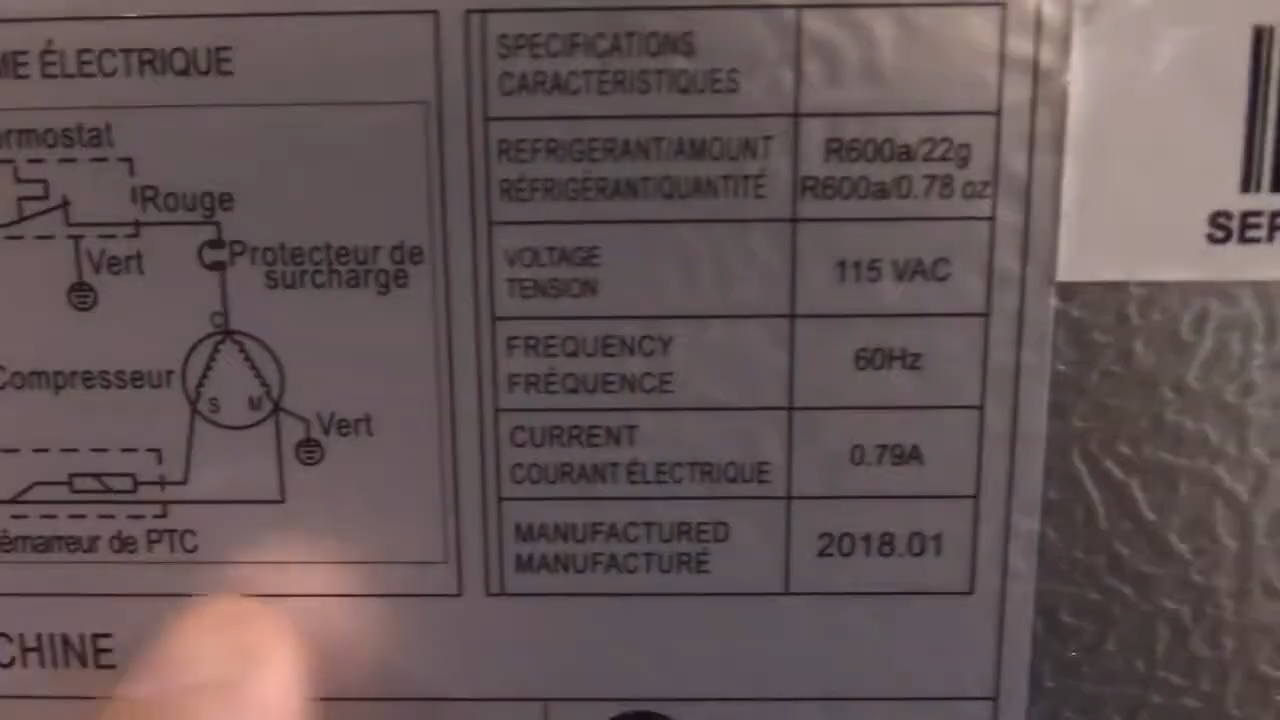 ME ÉLECTRIQUE
ermostat
Rouge
Vert
Protecteur de
surcharge
C
Compresseur
S M
Vert
émarreur de PTC
CHINE
SPECIFICATIONS
CARACTÉRISTIQUES
REFRIGERANT/AMOUNT
RÉFRIGÉRANT/QUANTITÉ
R600a/22g
R600a/0.78 oz
VOLTAGE
TENSION
115 VAC
FREQUENCY
FRÉQUENCE
60Hz
CURRENT
COURANT ÉLECTRIQUE
0.79A
MANUFACTURED
MANUFACTURÉ
2018.01
SER